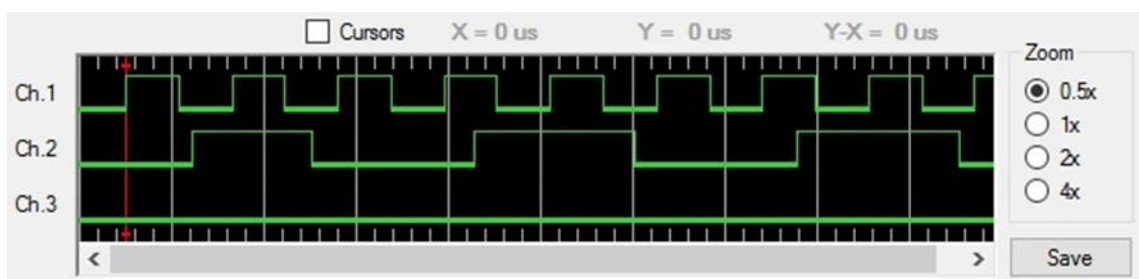 Cursors X = 0 us Y = 0 us Y-X = 0 us
Zoom
Ch.1
0.5x
1x
Ch.2
2x
4x
Ch.3
Save